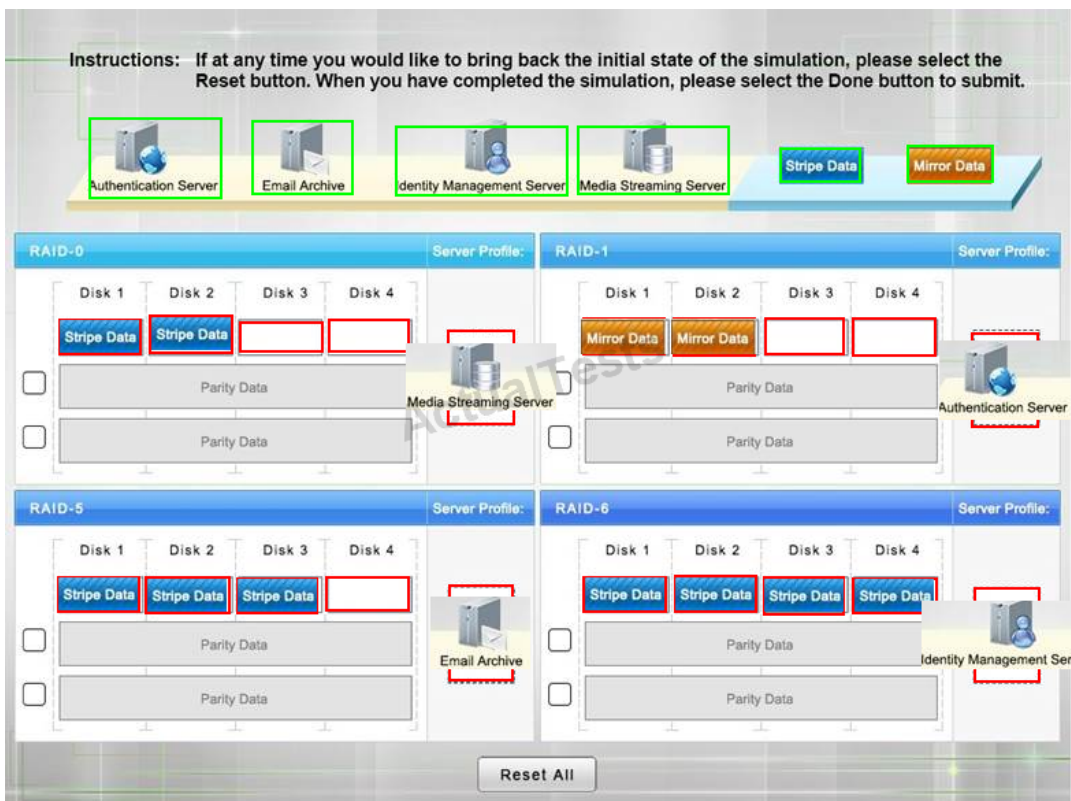 Instructions: If at any time you would like to bring back the initial state of the simulation, please select the
Reset button. When you have completed the simulation, please select the Done button to submit.
Authentication Server
Email Archive
Identity Management Server
Media Streaming Server
Stripe Data
Mirror Data
RAID-0
Server Profile:
Disk 1 Disk 2 Disk 3 Disk 4
Stripe Data Stripe Data
Parity Data
Parity Data
Media Streaming Server
RAID-1
Server Profile:
Disk 1 Disk 2 Disk 3 Disk 4
Mirror Data Mirror Data
Parity Data
Parity Data
Authentication Server
ActualTests
RAID-5
Server Profile:
Disk 1 Disk 2 Disk 3 Disk 4
Stripe Data Stripe Data Stripe Data
Parity Data
Parity Data
Email Archive
RAID-6
Server Profile:
Disk 1 Disk 2 Disk 3 Disk 4
Stripe Data Stripe Data Stripe Data Stripe Data
Parity Data
Parity Data
Identity Management Ser
Reset All